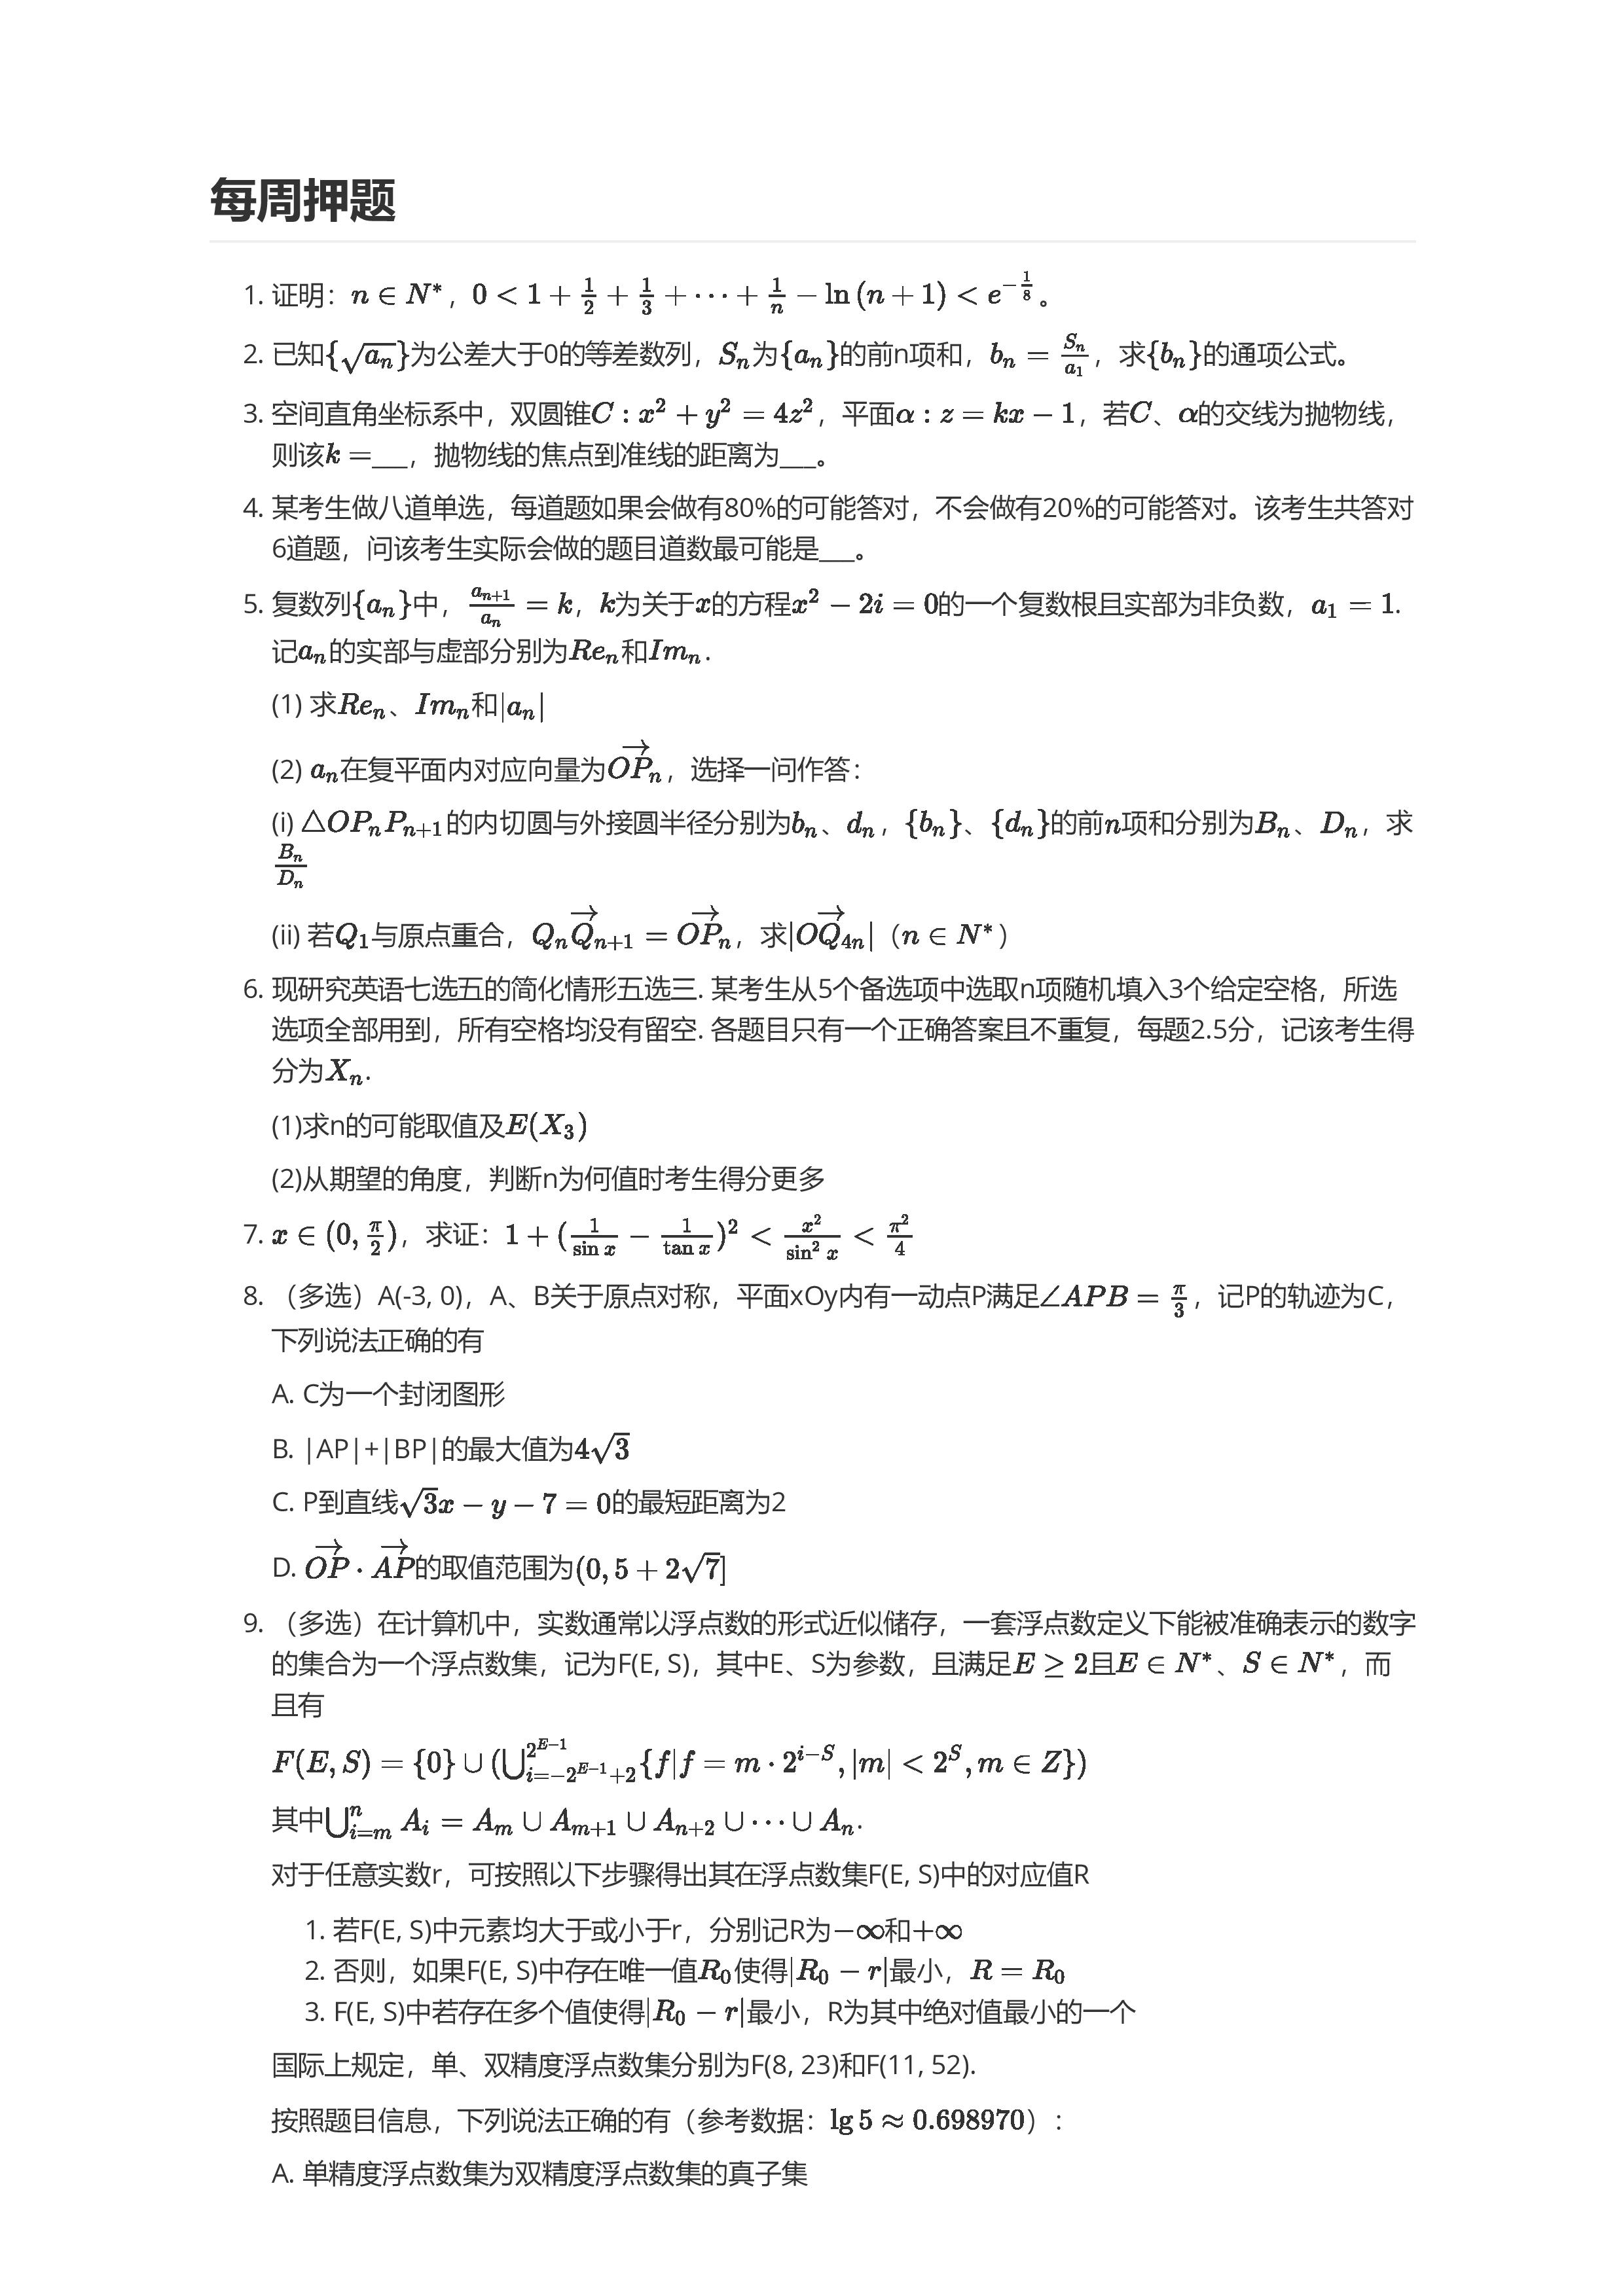 每周押题
1. 证明：$n \in N^*$，$0 < 1 + \frac{1}{2} + \frac{1}{3} + \cdots + \frac{1}{n} - \ln(n+1) < e^{-\frac{1}{8}}$。
2. 已知$\{\sqrt{a_n}\}$为公差大于0的等差数列，$S_n$为$\{a_n\}$的前n项和，$b_n = \frac{S_n}{a_1}$，求$\{b_n\}$的通项公式。
3. 空间直角坐标系中，双圆锥$C: x^2 + y^2 = 4z^2$，平面$\alpha: z = kx - 1$，若$C$、$\alpha$的交线为抛物线，
则该$k =$___，抛物线的焦点到准线的距离为___。
4. 某考生做八道单选，每道题如果会做有80%的可能答对，不会做有20%的可能答对。该考生共答对
6道题，问该考生实际会做的题目道数最可能是___。
5. 复数列$\{a_n\}$中，$\frac{a_{n+1}}{a_n} = k$，$k$为关于$x$的方程$x^2 - 2i = 0$的一个复数根且实部为非负数，$a_1 = 1$.
记$a_n$的实部与虚部分别为$Re_n$和$Im_n$.
(1) 求$Re_n$、$Im_n$和$|a_n|$
(2) $a_n$在复平面内对应向量为$\overrightarrow{OP}_n$，选择一问作答：
(i) $\triangle OP_nP_{n+1}$的内切圆与外接圆半径分别为$b_n$、$d_n$，$\{b_n\}$、$\{d_n\}$的前$n$项和分别为$B_n$、$D_n$，求
$\frac{B_n}{D_n}$
(ii) 若$Q_1$与原点重合，$\overrightarrow{Q_nQ}_{n+1} = \overrightarrow{OP}_n$，求$|\overrightarrow{OQ}_{4n}|$（$n \in N^*$）
6. 现研究英语七选五的简化情形五选三. 某考生从5个备选项中选取n项随机填入3个给定空格，所选
选项全部用到，所有空格均没有留空. 各题目只有一个正确答案且不重复，每题2.5分，记该考生得
分为$X_n$.
(1)求n的可能取值及$E(X_3)$
(2)从期望的角度，判断n为何值时考生得分更多
7. $x \in (0, \frac{\pi}{2})$，求证：$1 + (\frac{1}{\sin x} - \frac{1}{\tan x})^2 < \frac{x^2}{\sin^2 x} < \frac{\pi^2}{4}$
8. （多选）A(-3, 0)，A、B关于原点对称，平面xOy内有一动点P满足$\angle APB = \frac{\pi}{3}$，记P的轨迹为C，
下列说法正确的有
A. C为一个封闭图形
B. |AP|+|BP|的最大值为$4\sqrt{3}$
C. P到直线$\sqrt{3}x - y - 7 = 0$的最短距离为2
D. $\overrightarrow{OP} \cdot \overrightarrow{AP}$的取值范围为$(0, 5 + 2\sqrt{7}]$
9. （多选）在计算机中，实数通常以浮点数的形式近似储存，一套浮点数定义下能被准确表示的数字
的集合为一个浮点数集，记为F(E, S)，其中E、S为参数，且满足$E \geq 2$且$E \in N^*$、$S \in N^*$，而
且有
$F(E, S) = \{0\} \cup (\bigcup_{i=-2^{E-1}+2}^{2^{E-1}} \{f | f = m \cdot 2^{i-S}, |m| < 2^S, m \in Z\})$
其中$\bigcup_{i=m}^{n} A_i = A_m \cup A_{m+1} \cup A_{n+2} \cup \cdots \cup A_n$.
对于任意实数r，可按照以下步骤得出其在浮点数集F(E, S)中的对应值R
1. 若F(E, S)中元素均大于或小于r，分别记R为$-\infty$和$+\infty$
2. 否则，如果F(E, S)中存在唯一值$R_0$使得$|R_0 - r|$最小，$R = R_0$
3. F(E, S)中若存在多个值使得$|R_0 - r|$最小，R为其中绝对值最小的一个
国际上规定，单、双精度浮点数集分别为F(8, 23)和F(11, 52).
按照题目信息，下列说法正确的有（参考数据：$\lg 5 \approx 0.698970$）：
A. 单精度浮点数集为双精度浮点数集的真子集